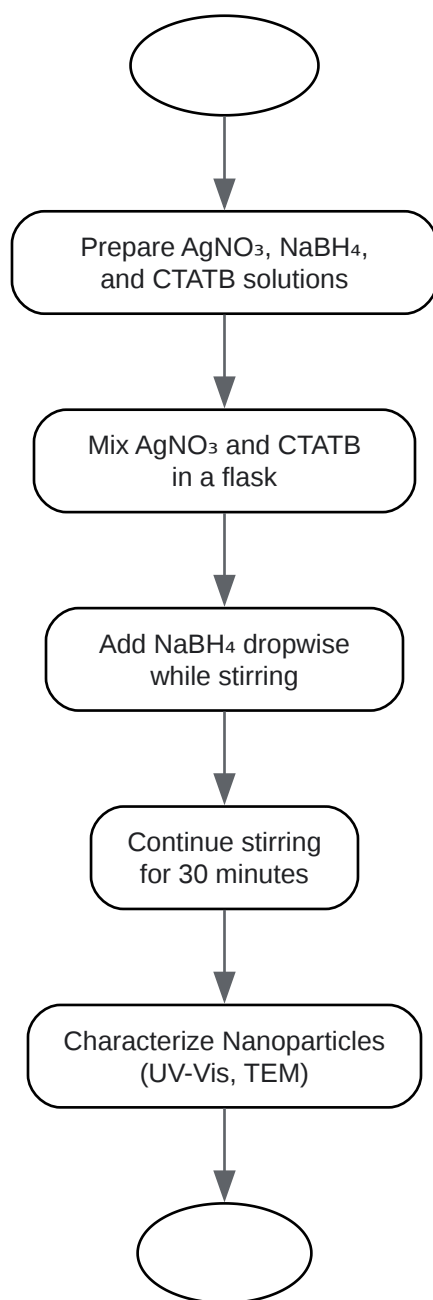 Prepare AgNO₃, NaBH₄,
and CTATB solutions
Mix AgNO₃ and CTATB
in a flask
Add NaBH₄ dropwise
while stirring
Continue stirring
for 30 minutes
Characterize Nanoparticles
(UV-Vis, TEM)